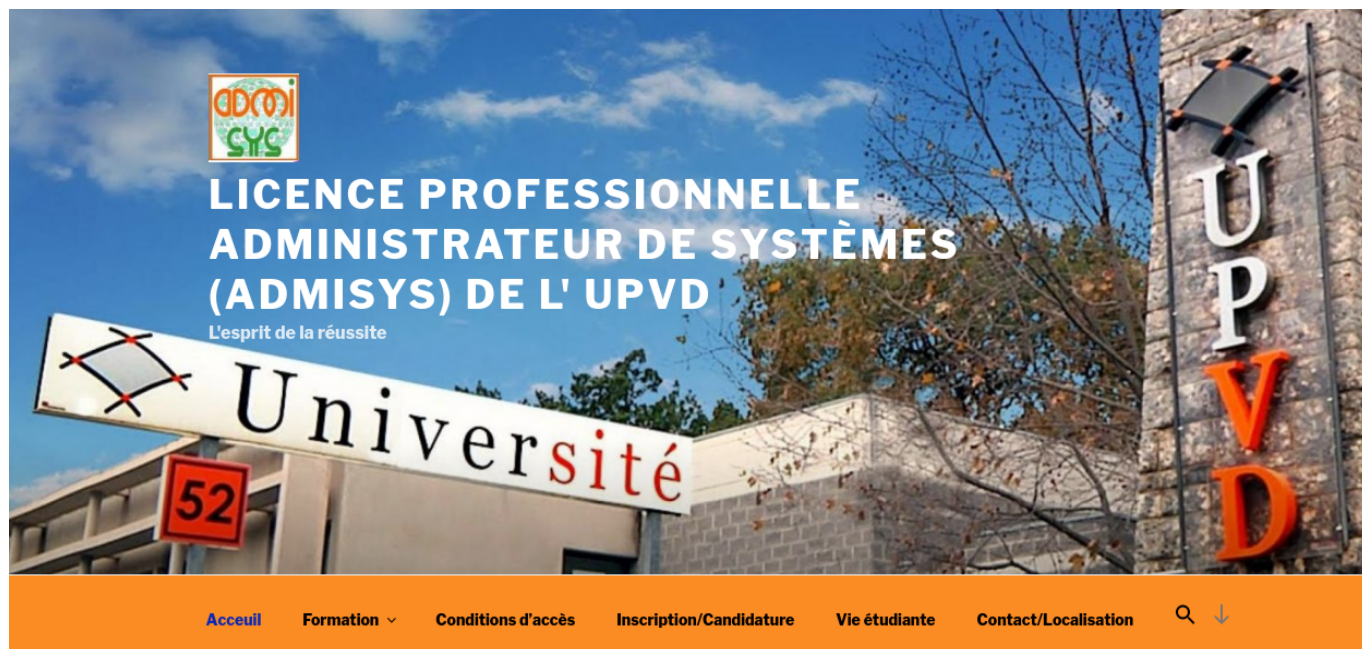 ADMI
SYS
LICENCE PROFESSIONNELLE
ADMINISTRATEUR DE SYSTÈMES
(ADMISYS) DE L' UPVD
L'esprit de la réussite
Université
52
U
P
V
D
Acceuil Formation Conditions d'accès Inscription/Candidature Vie étudiante Contact/Localisation